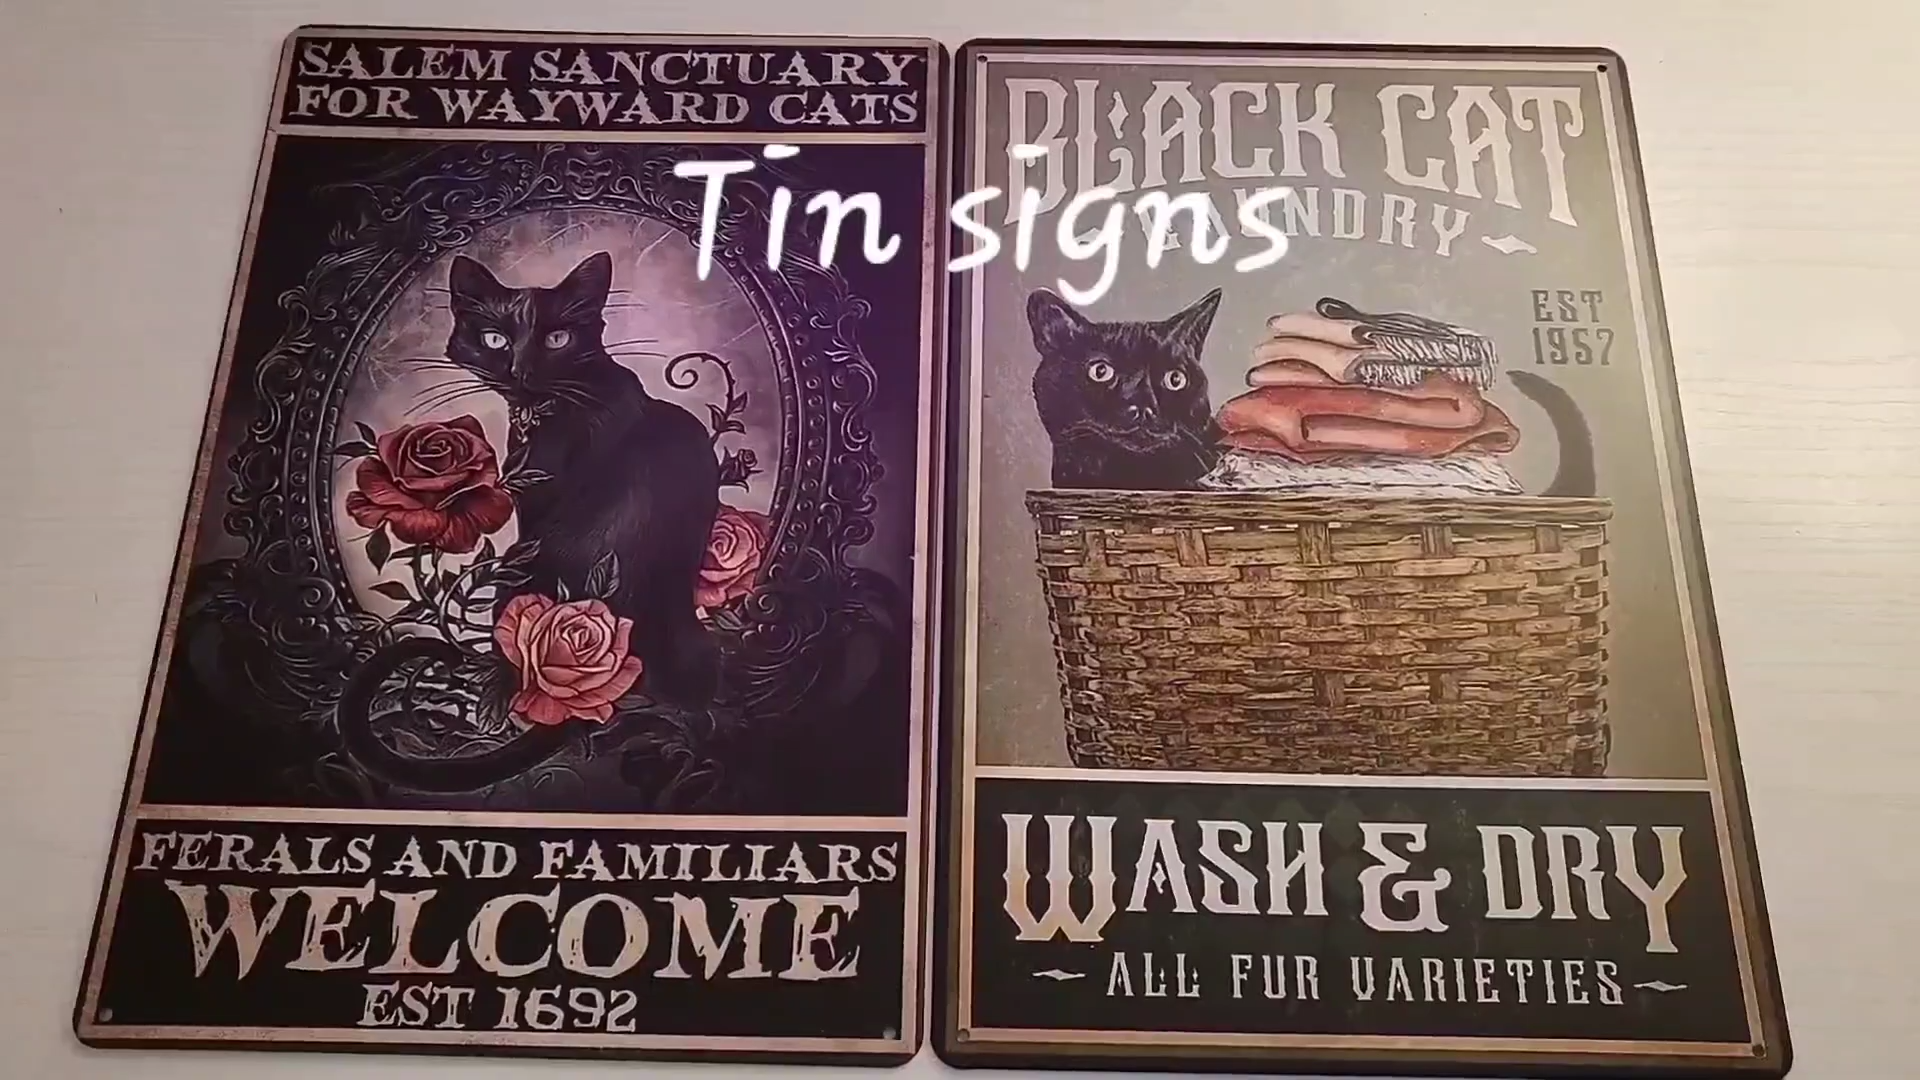 SALEM SANCTUARY
FOR WAYWARD CATS
FERALS AND FAMILIARS
WELCOME
EST 1692
Tin signs
BLACK CAT
LAUNDRY
EST
1957
WASH & DRY
ALL FUR VARIETIES